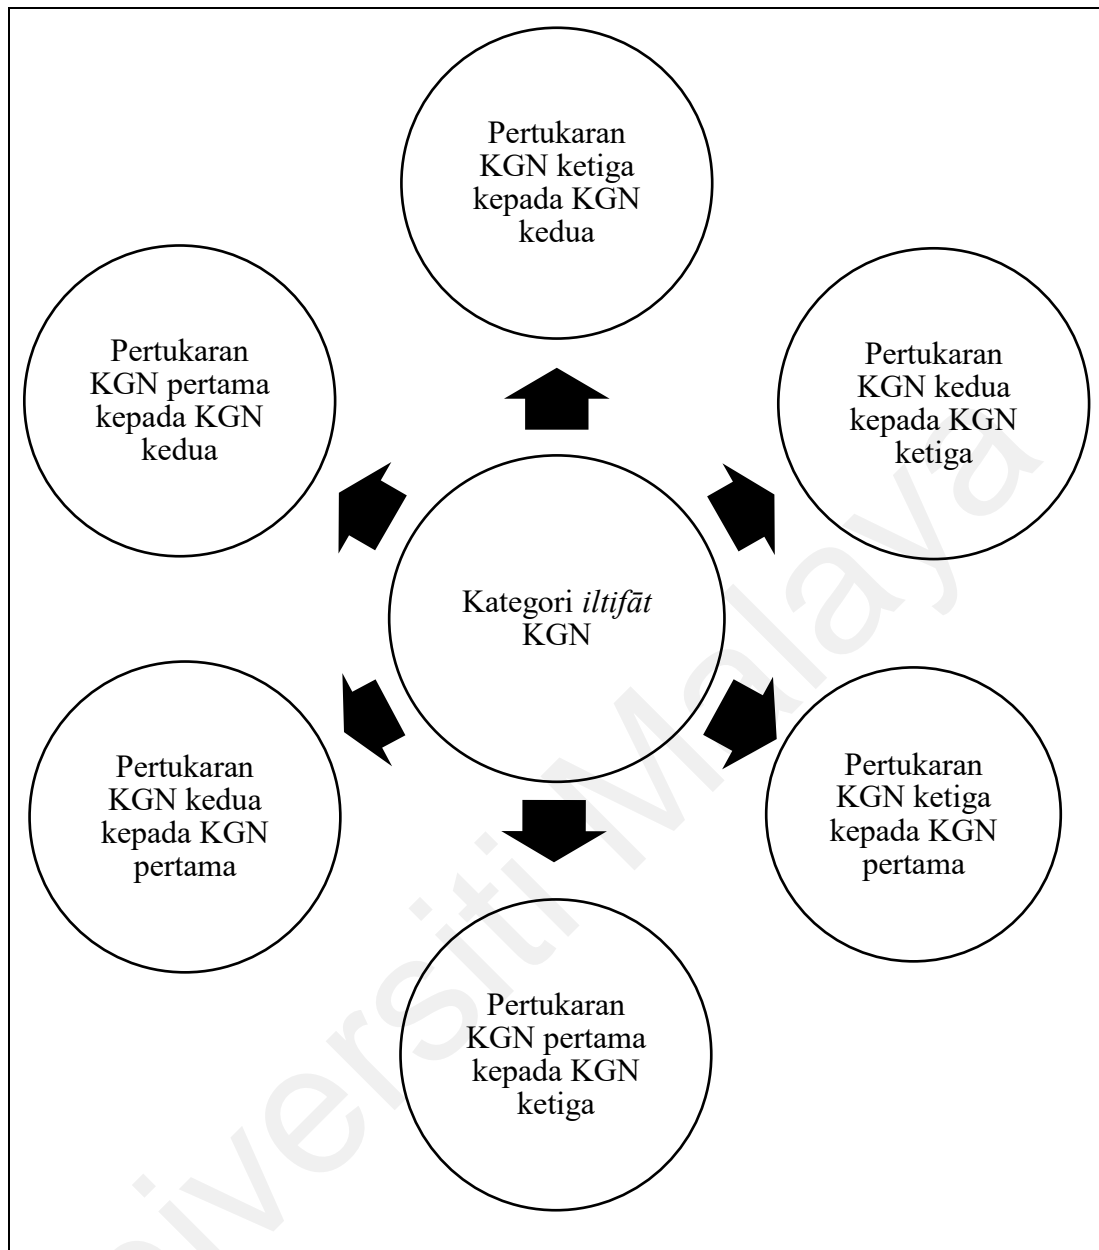 Pertukaran
KGN ketiga
kepada KGN
kedua
Pertukaran
KGN pertama
kepada KGN
kedua
Pertukaran
KGN kedua
kepada KGN
ketiga
Kategori iltifāt
KGN
Pertukaran
KGN kedua
kepada KGN
pertama
Pertukaran
KGN ketiga
kepada KGN
pertama
Pertukaran
KGN pertama
kepada KGN
ketiga
niversiti Malaya